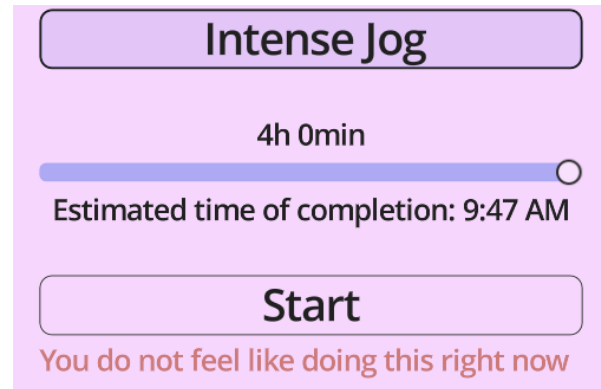 Intense Jog
4h 0min
Estimated time of completion: 9:47 AM
Start
You do not feel like doing this right now